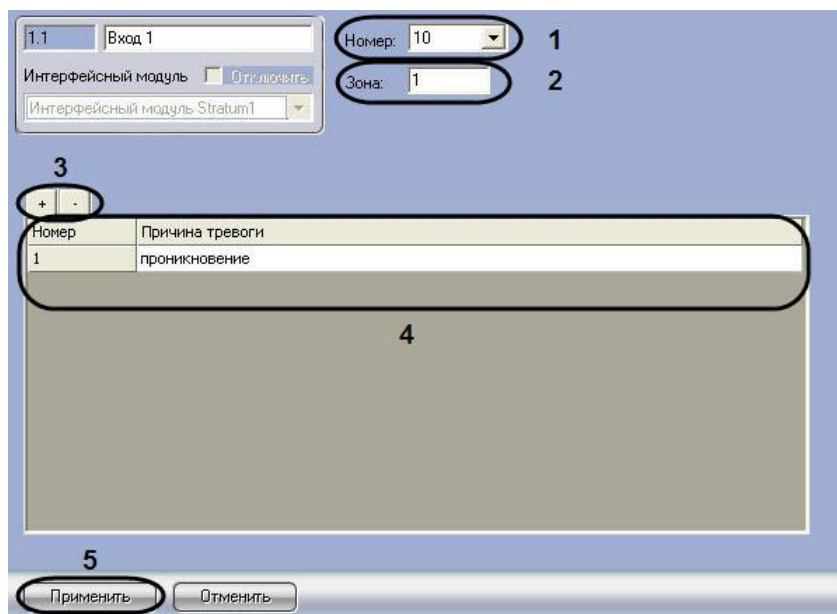 1.1 Вход 1 Номер: 10 1
Интерфейсный модуль Отключить Зона: 1 2
Интерфейсный модуль Stratum1
3
+ -
Номер Причина тревоги
1 проникновение
4
5
Применить Отменить